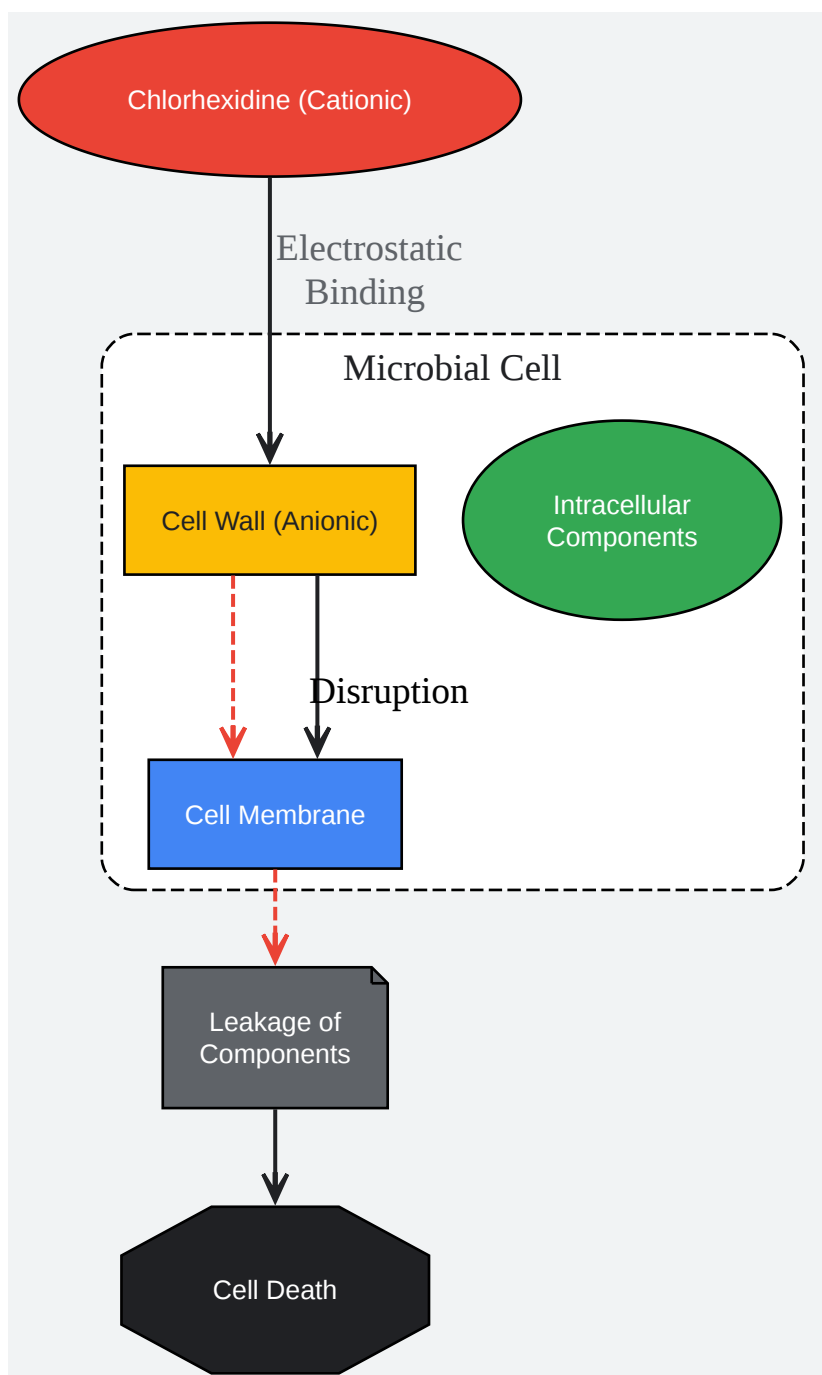 Chlorhexidine (Cationic)
Electrostatic
Binding
Microbial Cell
Cell Wall (Anionic)
Intracellular
Components
Disruption
Cell Membrane
Leakage of
Components
Cell Death